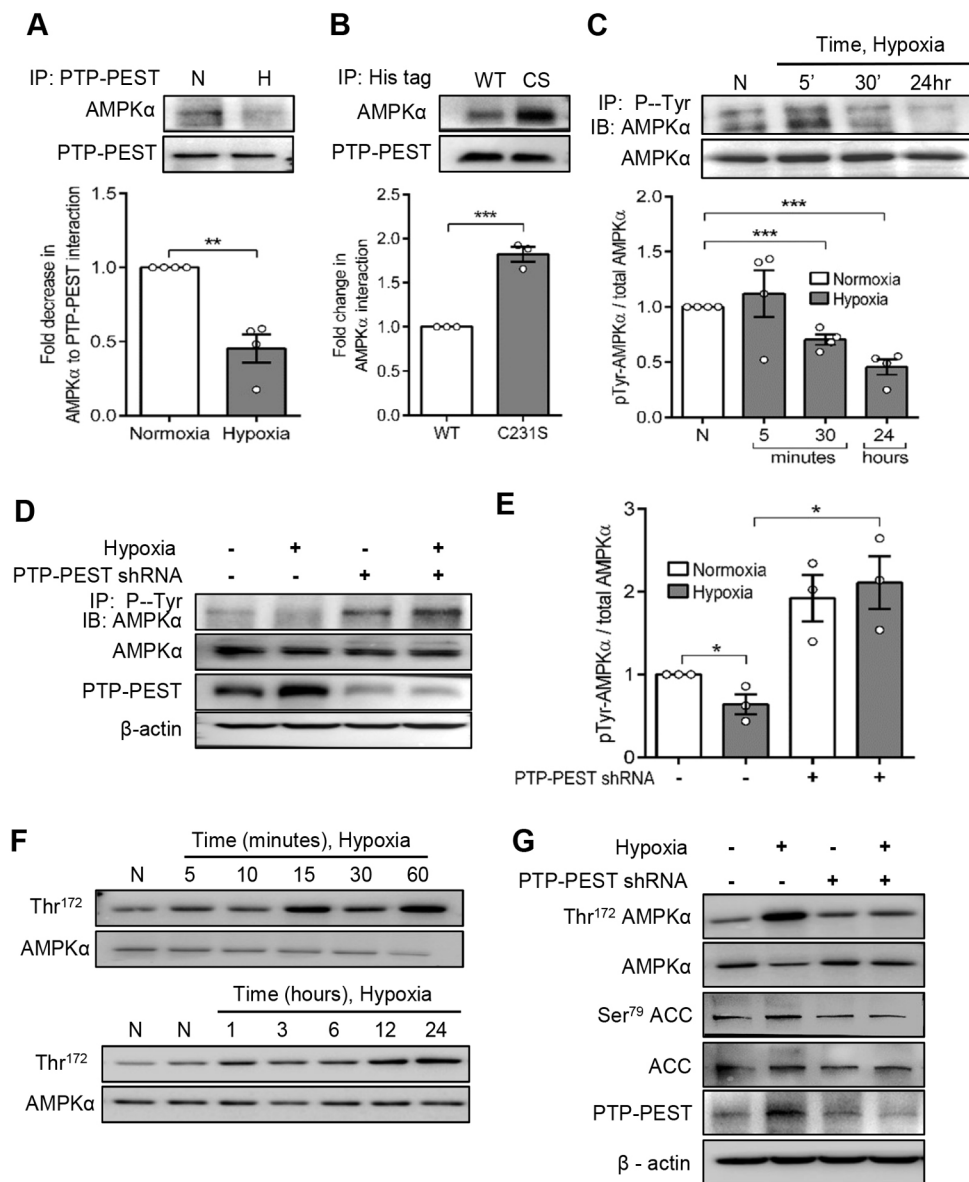 A
IP: PTP-PEST N H
AMPKα
PTP-PEST
Fold decrease in
AMPKα to PTP-PEST interaction
1.5
1.0
0.5
0.0
**
Normoxia Hypoxia
B
IP: His tag WT CS
AMPKα
PTP-PEST
Fold change in
AMPKα interaction
2.5
2.0
1.5
1.0
0.5
0.0
***
WT C231S
C
Time, Hypoxia
N 5' 30' 24hr
IP: P--Tyr
IB: AMPKα
AMPKα
pTyr-AMPKα / total AMPKα
2.0
1.5
1.0
0.5
0.0
***
***
Normoxia
Hypoxia
N 5 30 24
minutes hours
D
Hypoxia - + - +
PTP-PEST shRNA - - + +
IP: P--Tyr
IB: AMPKα
AMPKα
PTP-PEST
β-actin
E
pTyr-AMPKα / total AMPKα
3
2
1
0
*
*
Normoxia
Hypoxia
PTP-PEST shRNA - - + +
F
Time (minutes), Hypoxia
N 5 10 15 30 60
Thr¹⁷²
AMPKα
Time (hours), Hypoxia
N N 1 3 6 12 24
Thr¹⁷²
AMPKα
G
Hypoxia - + - +
PTP-PEST shRNA - - + +
Thr¹⁷² AMPKα
AMPKα
Ser⁷⁹ ACC
ACC
PTP-PEST
β - actin